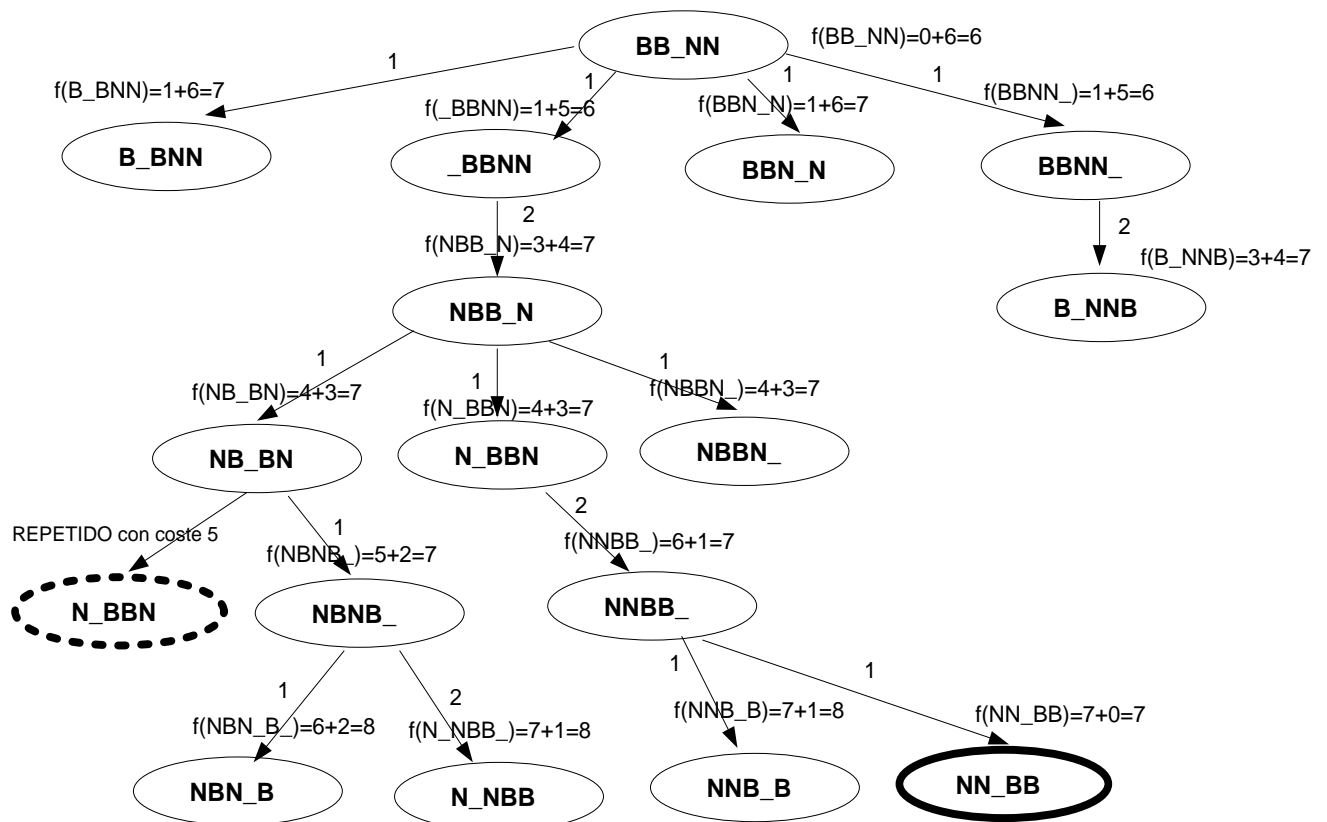 BB_NN
f(BB_NN)=0+6=6
1
1
1
1
f(B_BNN)=1+6=7
f(_BBNN)=1+5=6
f(BBN_N)=1+6=7
f(BBNN_)=1+5=6
B_BNN
_BBNN
BBN_N
BBNN_
2
f(NBB_N)=3+4=7
2
f(B_NNB)=3+4=7
NBB_N
B_NNB
1
1
1
f(NB_BN)=4+3=7
f(N_BBN)=4+3=7
f(NBBN_)=4+3=7
NB_BN
N_BBN
NBBN_
REPETIDO con coste 5
1
f(NBNB_)=5+2=7
2
f(NNBB_)=6+1=7
N_BBN
NBNB_
NNBB_
1
2
1
1
f(NBN_B_)=6+2=8
f(N_NBB_)=7+1=8
f(NNB_B)=7+1=8
f(NN_BB)=7+0=7
NBN_B
N_NBB
NNB_B
NN_BB